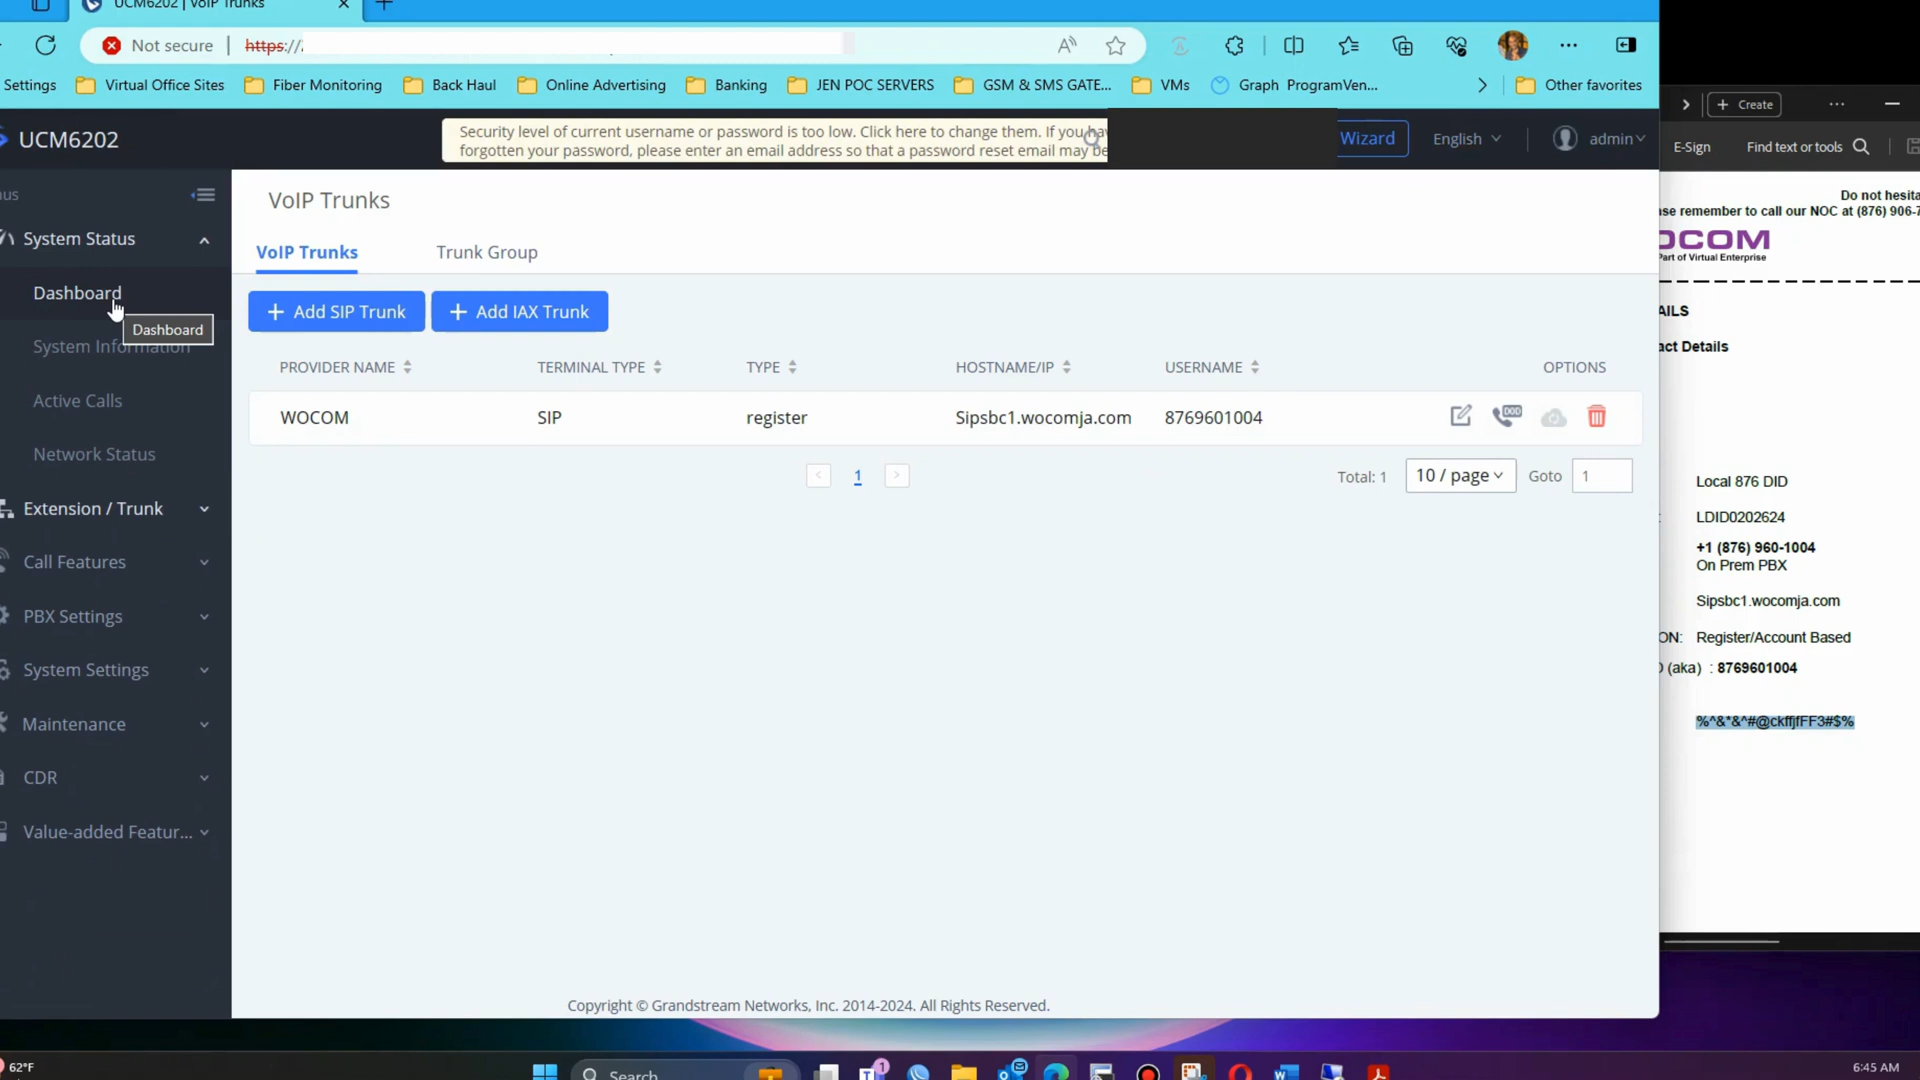 UCM6202 | VoIP Trunks
Not secure
https://
Settings
Virtual Office Sites
Fiber Monitoring
Back Haul
Online Advertising
Banking
JEN POC SERVERS
GSM & SMS GATE...
VMs
Graph ProgramVen...
Other favorites
UCM6202
Security level of current username or password is too low. Click here to change them. If you hav
forgotten your password, please enter an email address so that a password reset email may be
Wizard
English
admin
System Status
Dashboard
Dashboard
System Information
Active Calls
Network Status
Extension / Trunk
Call Features
PBX Settings
System Settings
Maintenance
CDR
Value-added Featur...
VoIP Trunks
VoIP Trunks
Trunk Group
+ Add SIP Trunk
+ Add IAX Trunk
PROVIDER NAME TERMINAL TYPE TYPE HOSTNAME/IP USERNAME OPTIONS
WOCOM SIP register Sipsbc1.wocomja.com 8769601004
DOD
< 1 >
Total: 1
10 / page
Goto 1
Copyright © Grandstream Networks, Inc. 2014-2024. All Rights Reserved.
+ Create
E-Sign
Find text or tools
Do not hesita
se remember to call our NOC at (876) 906-7
OCOM
Part of Virtual Enterprise
AILS
act Details
Local 876 DID
LDID0202624
+1 (876) 960-1004
On Prem PBX
Sipsbc1.wocomja.com
ON: Register/Account Based
(aka) : 8769601004
%^&*&^#@ckffjfFF3#$%
62°F
Search
1
6:45 AM